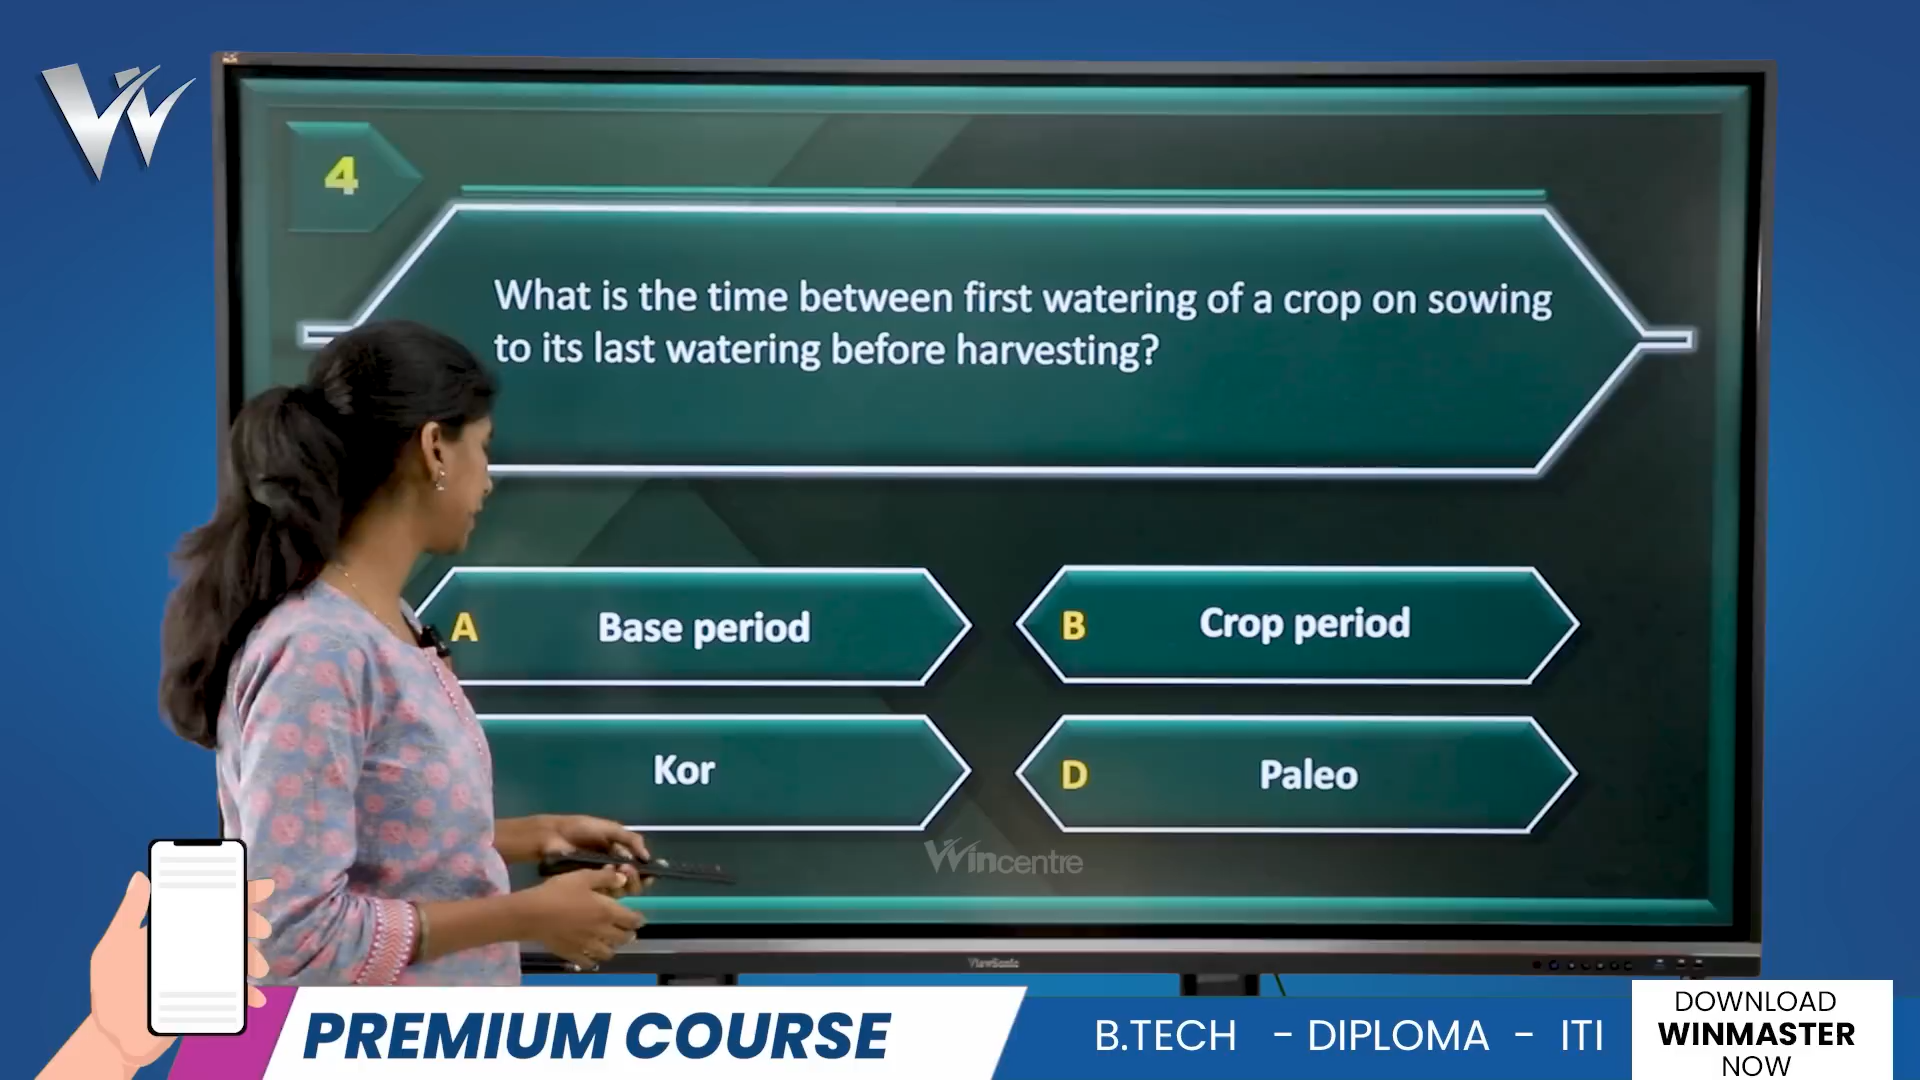 4
What is the time between first watering of a crop on sowing
to its last watering before harvesting?
A Base period
B Crop period
Kor
D Paleo
Wincentre
ViewSonic
PREMIUM COURSE
B.TECH - DIPLOMA - ITI
DOWNLOAD
WINMASTER
NOW